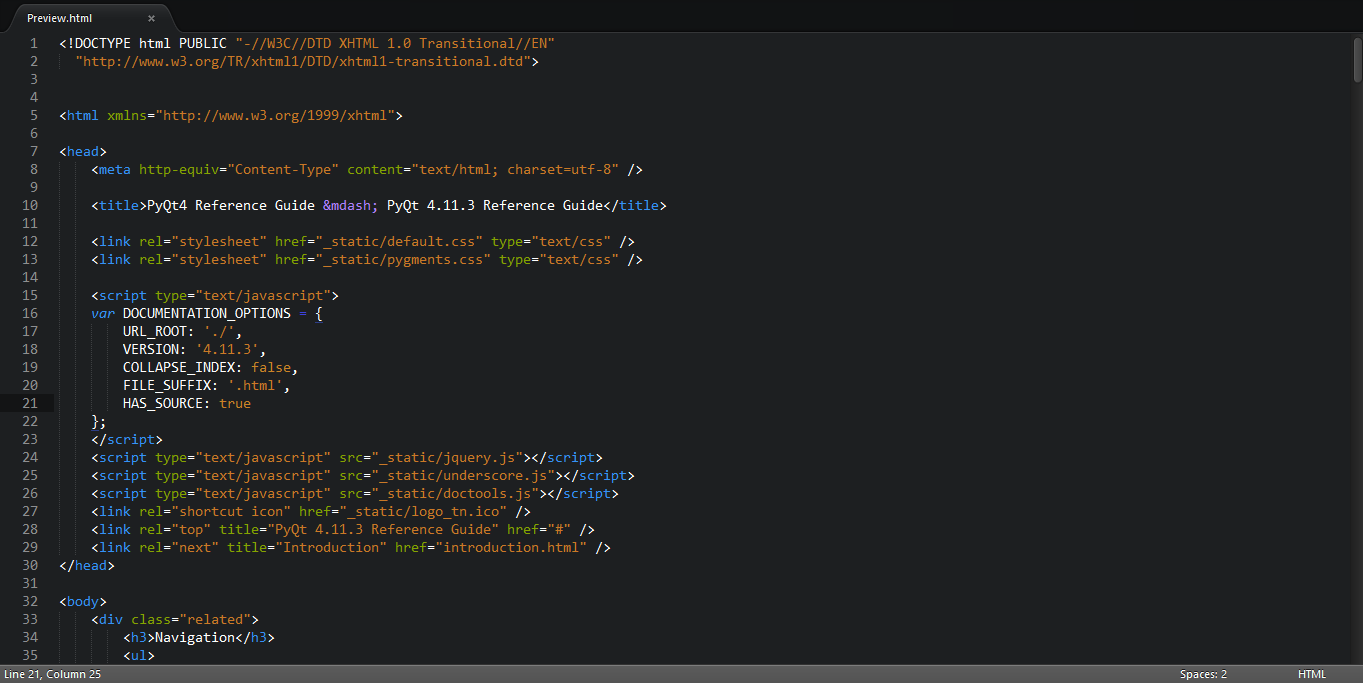 Preview.html ×
1 <!DOCTYPE html PUBLIC "-//W3C//DTD XHTML 1.0 Transitional//EN"
2   "http://www.w3.org/TR/xhtml1/DTD/xhtml1-transitional.dtd">
3
4
5 <html xmlns="http://www.w3.org/1999/xhtml">
6
7 <head>
8     <meta http-equiv="Content-Type" content="text/html; charset=utf-8" />
9
10     <title>PyQt4 Reference Guide &mdash; PyQt 4.11.3 Reference Guide</title>
11
12     <link rel="stylesheet" href="_static/default.css" type="text/css" />
13     <link rel="stylesheet" href="_static/pygments.css" type="text/css" />
14
15     <script type="text/javascript">
16     var DOCUMENTATION_OPTIONS = {
17         URL_ROOT: './',
18         VERSION: '4.11.3',
19         COLLAPSE_INDEX: false,
20         FILE_SUFFIX: '.html',
21         HAS_SOURCE: true
22     };
23     </script>
24     <script type="text/javascript" src="_static/jquery.js"></script>
25     <script type="text/javascript" src="_static/underscore.js"></script>
26     <script type="text/javascript" src="_static/doctools.js"></script>
27     <link rel="shortcut icon" href="_static/logo_tn.ico" />
28     <link rel="top" title="PyQt 4.11.3 Reference Guide" href="#" />
29     <link rel="next" title="Introduction" href="introduction.html" />
30 </head>
31
32 <body>
33     <div class="related">
34         <h3>Navigation</h3>
35         <ul>
Line 21, Column 25 Spaces: 2 HTML